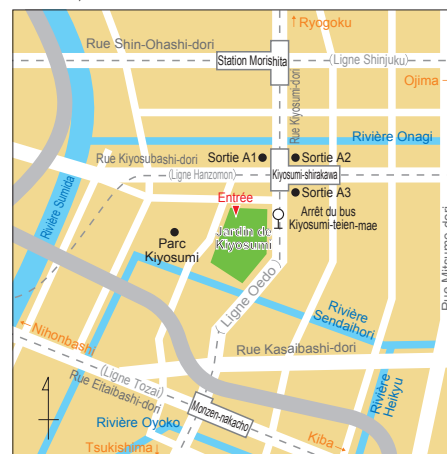 ↑Ryogoku
Rue Shin-Ohashi-dori
Station Morishita
(Ligne Shinjuku)
Ojima→
Rue Kiyosumi-dori
Rivière Onagi
Rue Kiyosubashi-dori
Sortie A1
Sortie A2
(Ligne Hanzomon)
Kiyosumi-shirakawa
Sortie A3
Entrée
Arrêt du bus
Kiyosumi-teien-mae
Rivière Sumida
Jardin de
Kiyosumi
Parc
Kiyosumi
Rue Mitsume-dori
(Ligne Oedo)
Rivière
Sendaihori
←Nihonbashi
Rue Kasaibashi-dori
(Ligne Tozai)
Rue Eitaibashi-dori
Rivière
Heikyu
Monzen-nakacho
Rivière Oyoko
Kiba→
Tsukishima↓